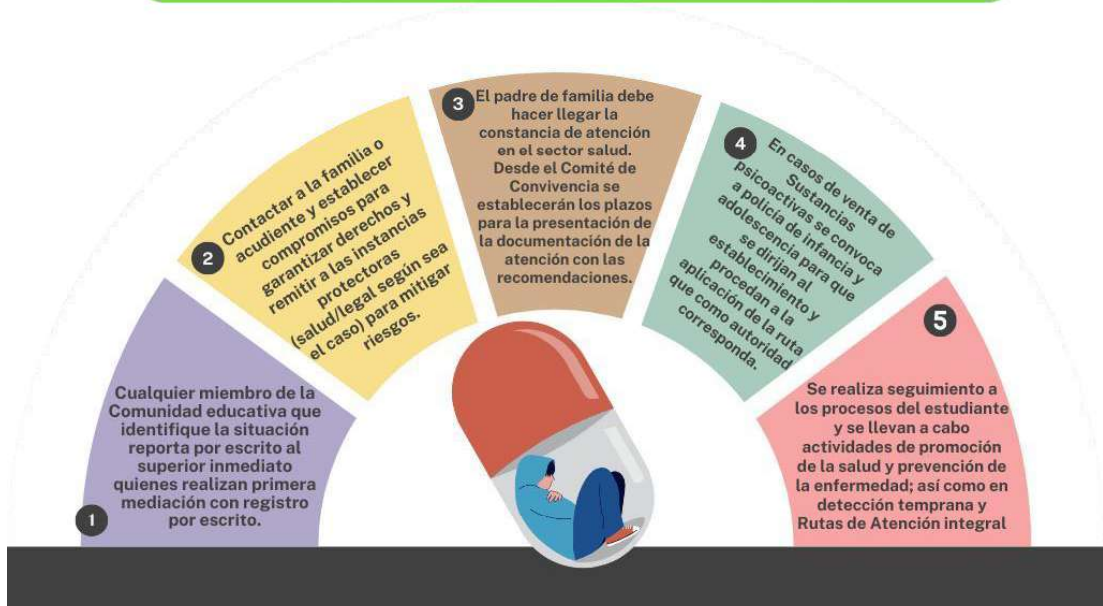 1
Cualquier miembro de la
Comunidad educativa que
identifique la situación
reporta por escrito al
superior inmediato
quienes realizan primera
mediación con registro
por escrito.
2
Contactar a la familia o
acudiente y establecer
compromisos para
garantizar derechos y
remitir a las instancias
protectoras
(salud/legal según sea
el caso) para mitigar
riesgos.
3
El padre de familia debe
hacer llegar la
constancia de atención
en el sector salud.
Desde el Comité de
Convivencia se
establecerán los plazos
para la presentación de
la documentación de la
atención con las
recomendaciones.
4
En casos de venta de
Sustancias
psicoactivas se convoca
a policía de infancia y
adolescencia para que
se dirijan al
establecimiento y
procedan a la
aplicación de la ruta
que como autoridad
corresponda.
5
Se realiza seguimiento a
los procesos del estudiante
y se llevan a cabo
actividades de promoción
de la salud y prevención de
la enfermedad; así como en
detección temprana y
Rutas de Atención integral